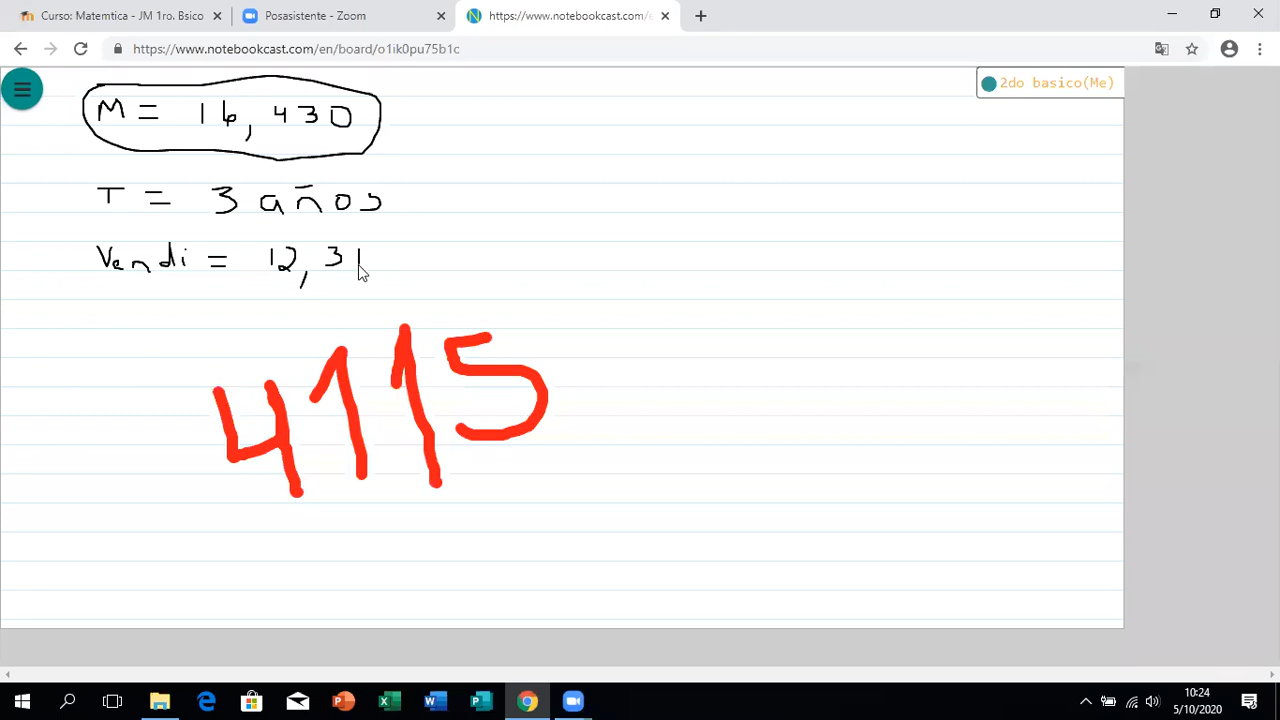 Curso: Matemtica - JM 1ro. Bsico
Posasistente - Zoom
https://www.notebookcast.com/e
https://www.notebookcast.com/en/board/o1ik0pu75b1c
2do basico(Me)
M = 16,430
T = 3 años
Vendi = 12,31
4115
10:24
5/10/2020